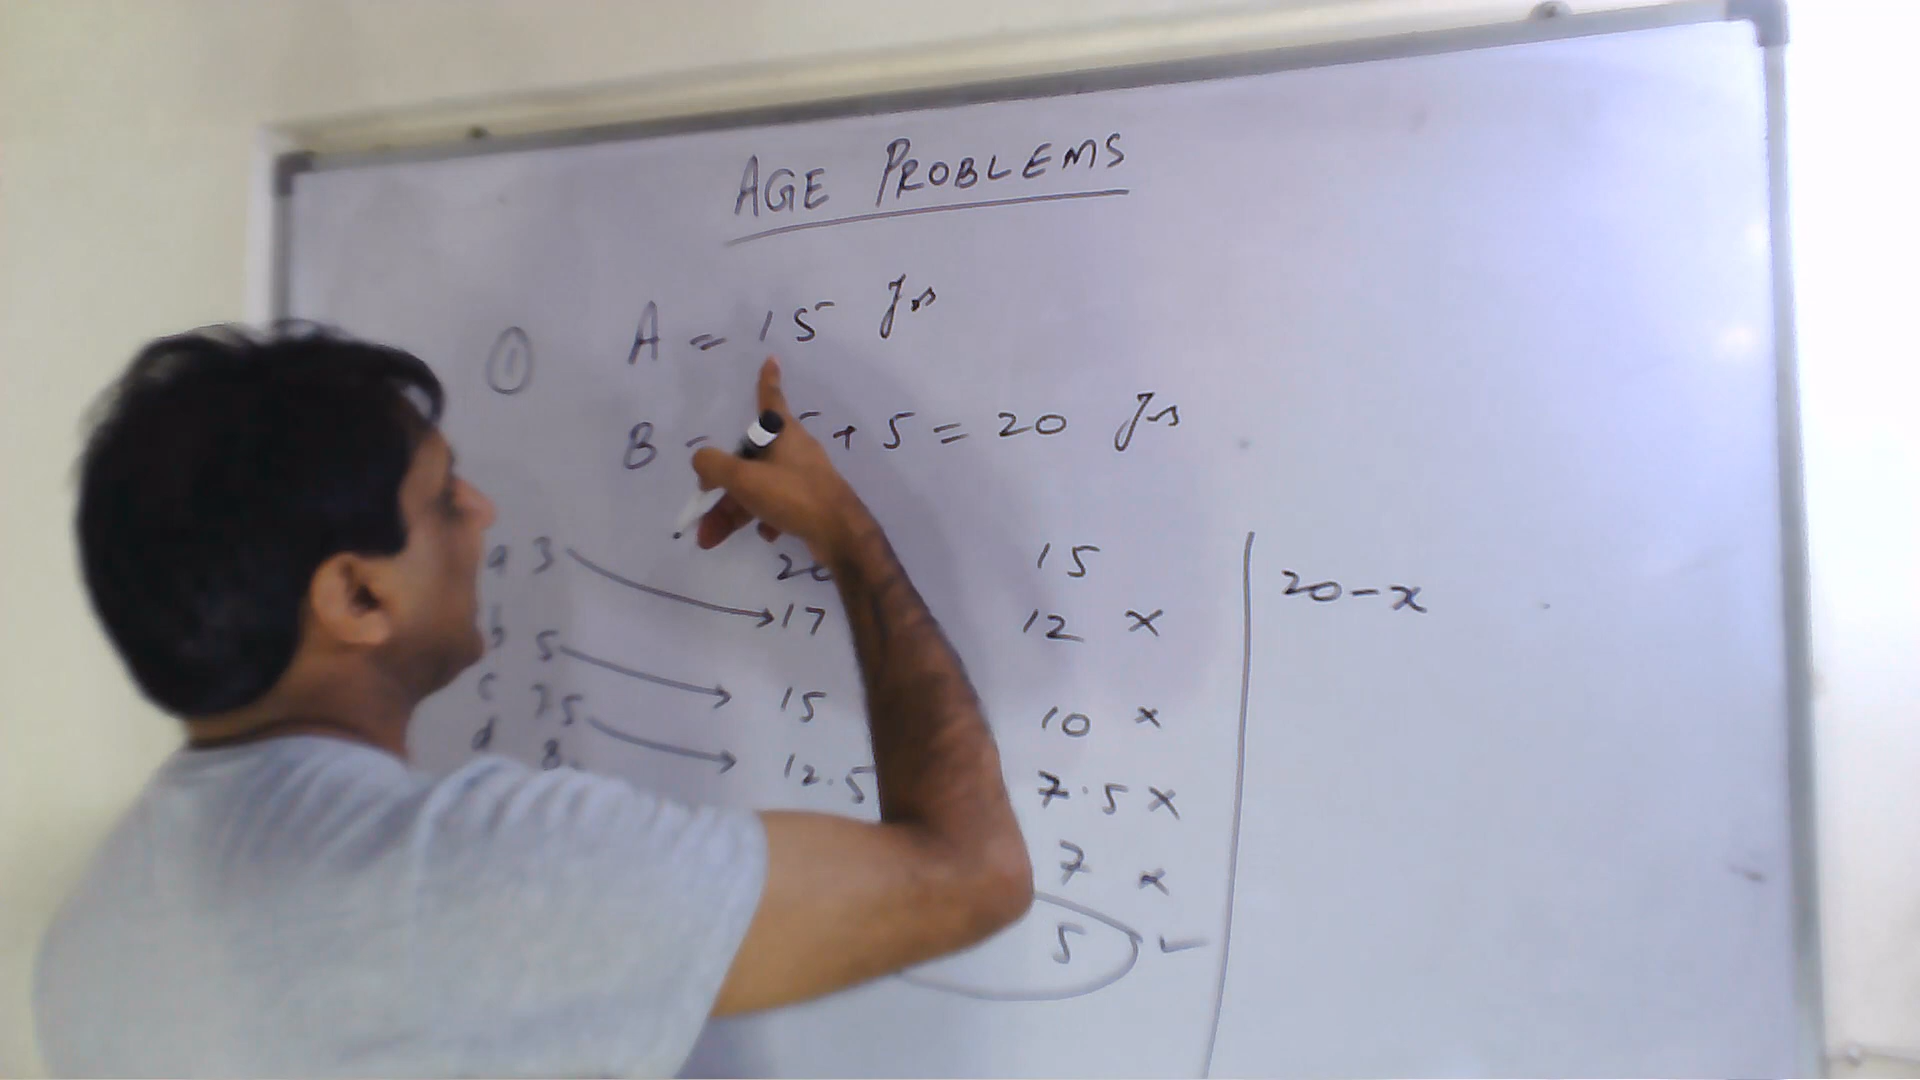 AGE PROBLEMS
① A = 15 Yrs
B = 5 + 5 = 20 Yrs
20 15
a 3 → 17 12 ×
b 5 → 15 10 ×
c 7.5 → 12.5 7.5 ×
d 8 7 ×
5 ✓
20 - x